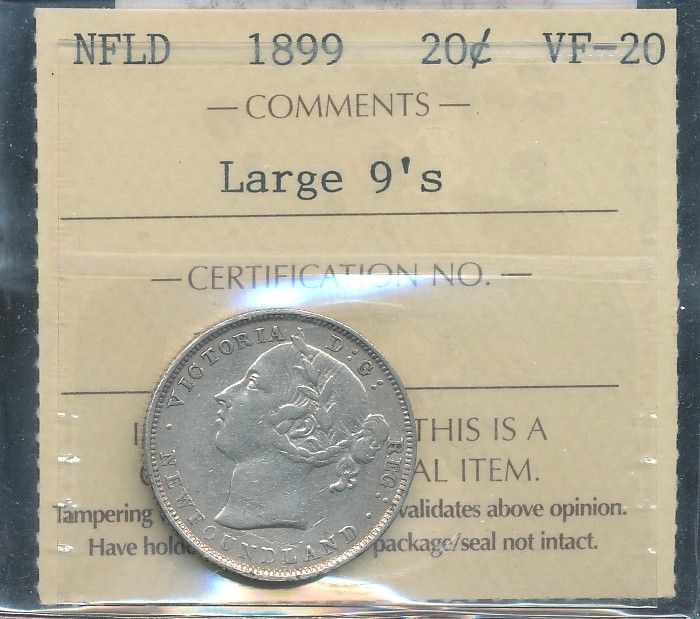 NFLD 1899 20¢ VF-20
— COMMENTS —
Large 9's
— CERTIFICATION NO. —
THIS IS A
AL ITEM.
Tampering validates above opinion.
Have package/seal not intact.
VICTORIA D:G: REG: NEWFOUNDLAND